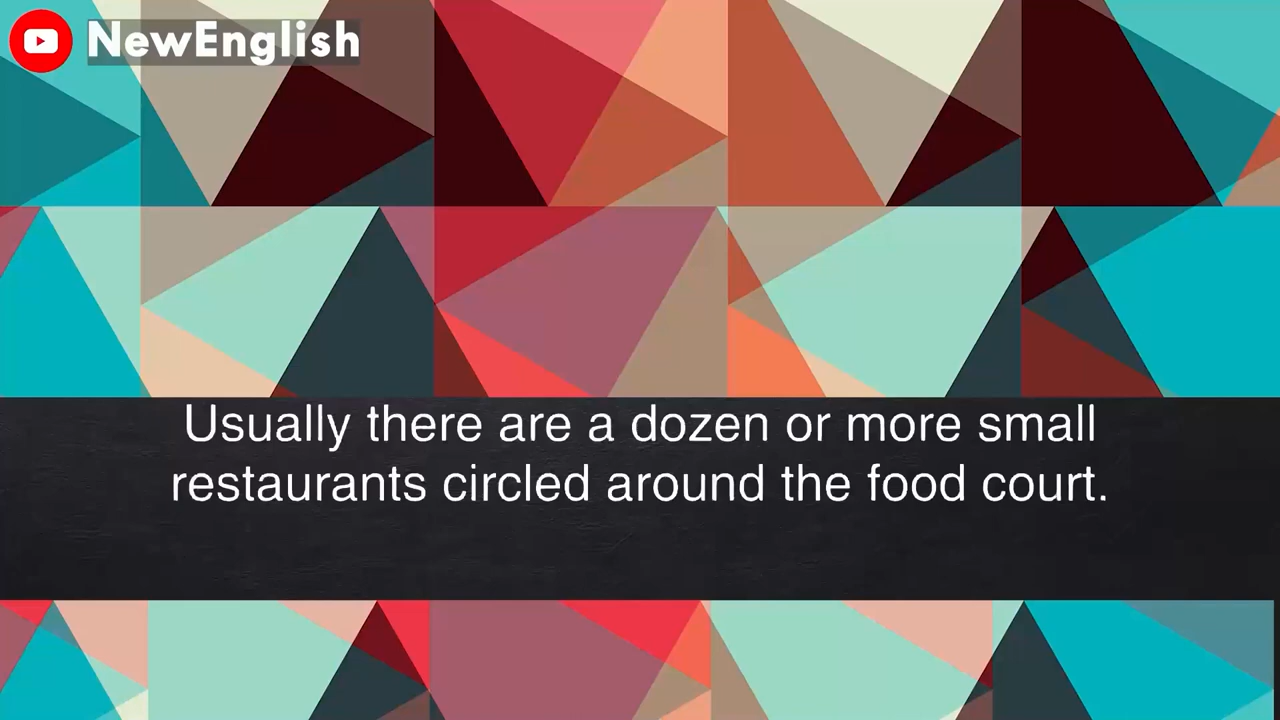 NewEnglish
Usually there are a dozen or more small
restaurants circled around the food court.